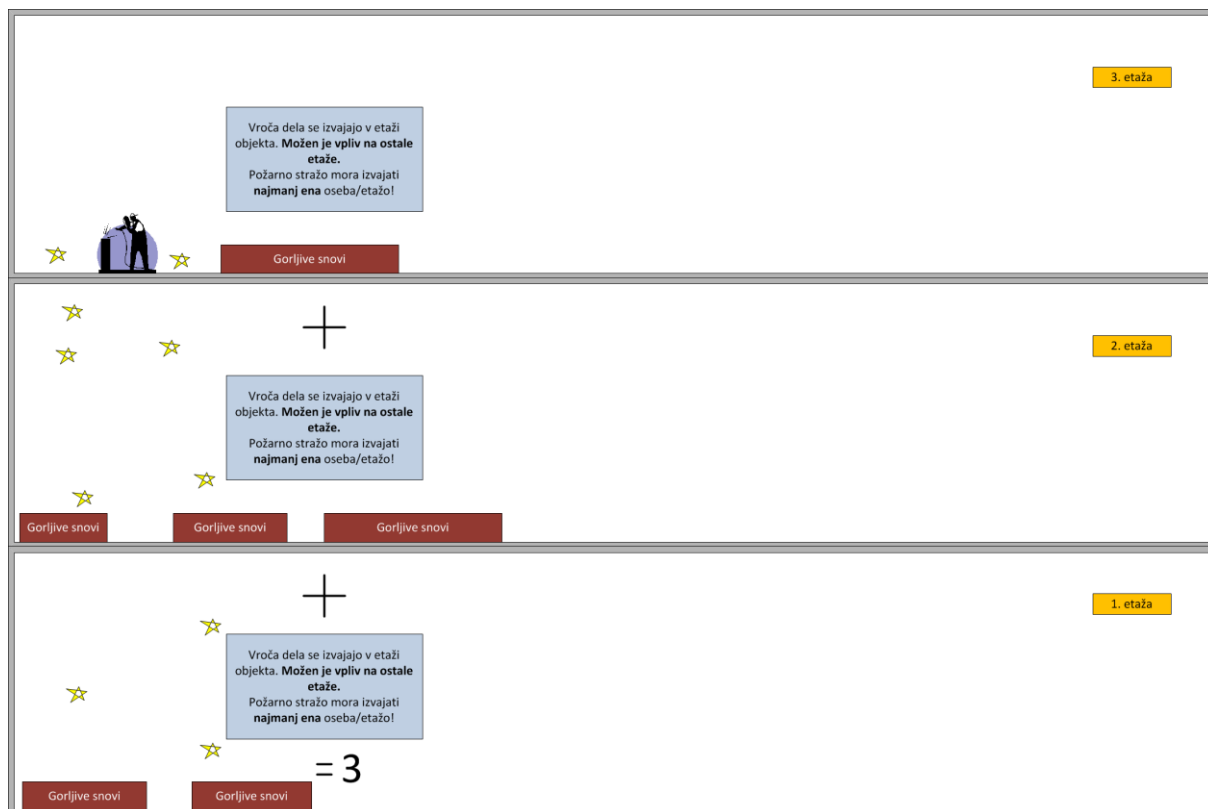 3. etaža
Vroča dela se izvajajo v etaži
objekta. Možen je vpliv na ostale
etaže.
Požarno stražo mora izvajati
najmanj ena oseba/etažo!
Gorljive snovi
+
2. etaža
Vroča dela se izvajajo v etaži
objekta. Možen je vpliv na ostale
etaže.
Požarno stražo mora izvajati
najmanj ena oseba/etažo!
Gorljive snovi
Gorljive snovi
Gorljive snovi
+
1. etaža
Vroča dela se izvajajo v etaži
objekta. Možen je vpliv na ostale
etaže.
Požarno stražo mora izvajati
najmanj ena oseba/etažo!
= 3
Gorljive snovi
Gorljive snovi